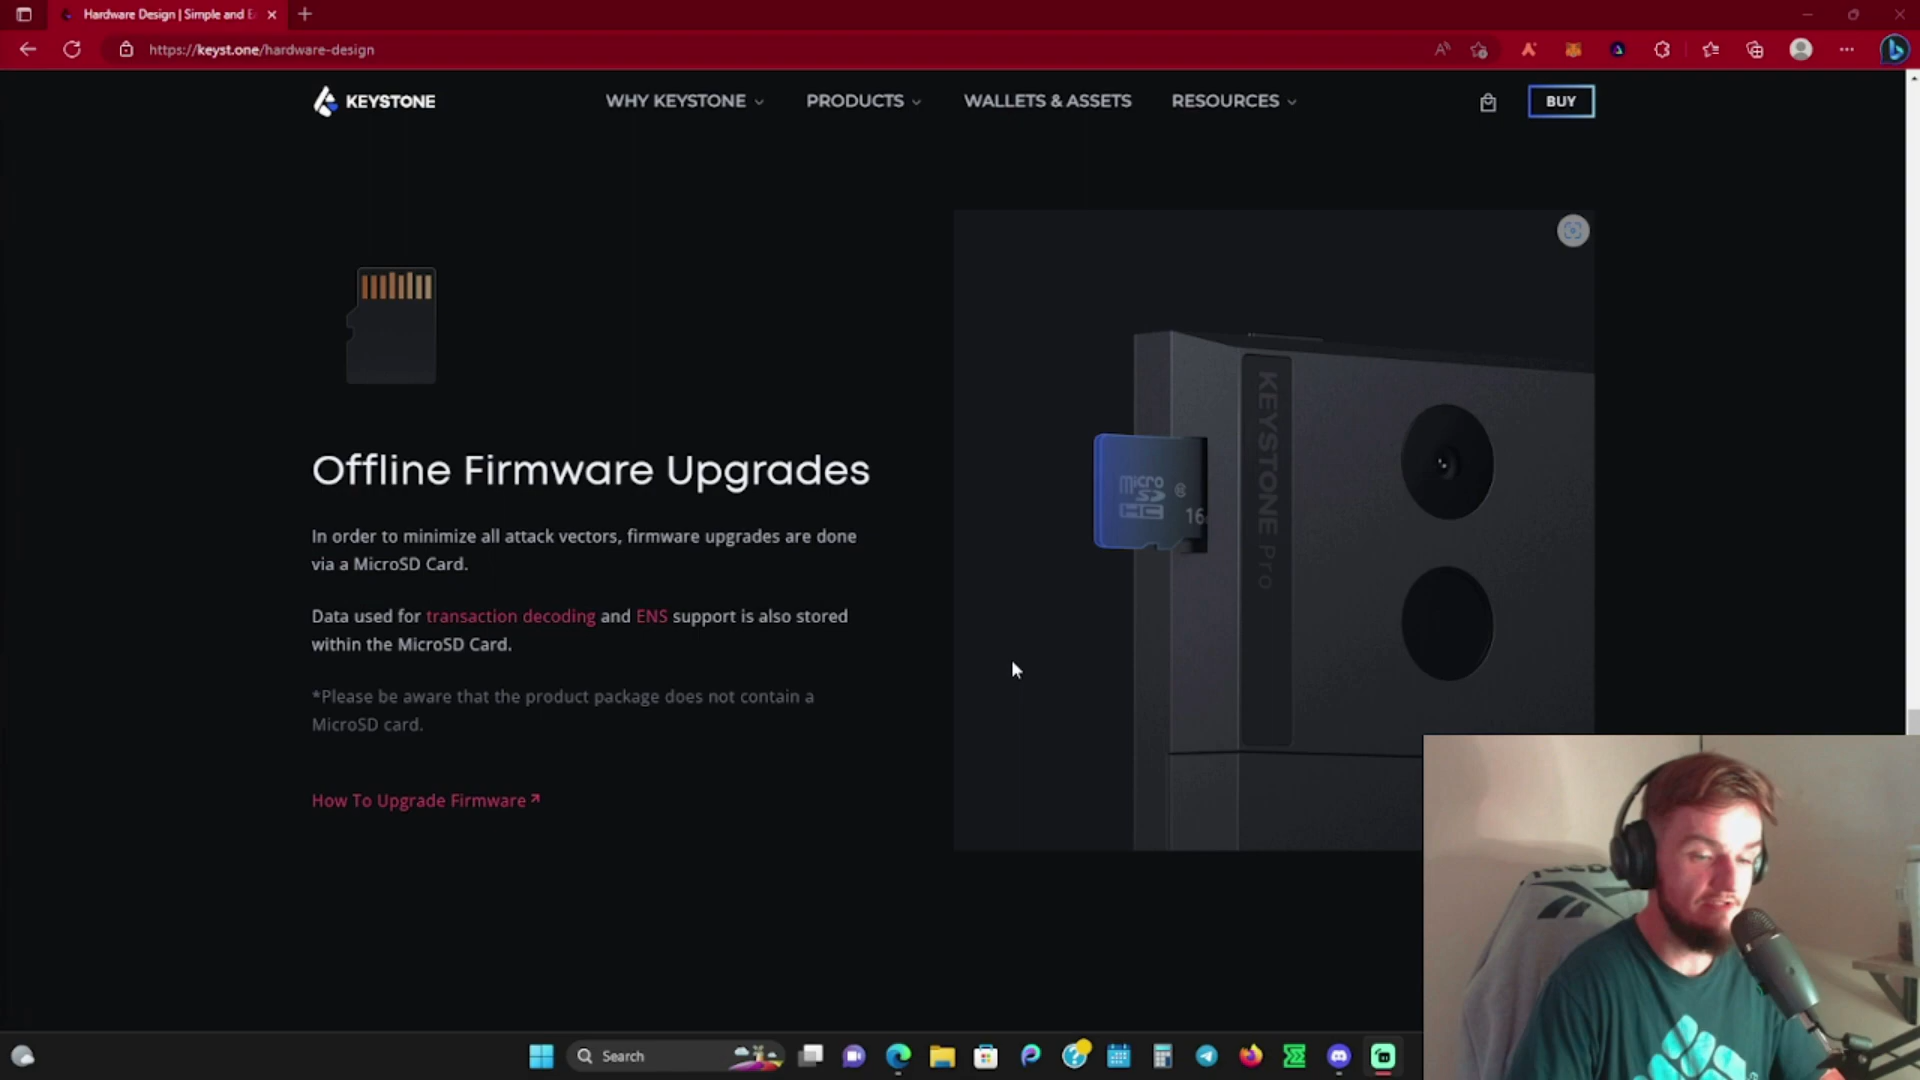 Hardware Design | Simple and E
https://keyst.one/hardware-design
KEYSTONE
WHY KEYSTONE
PRODUCTS
WALLETS & ASSETS
RESOURCES
BUY
Offline Firmware Upgrades
In order to minimize all attack vectors, firmware upgrades are done
via a MicroSD Card.
Data used for transaction decoding and ENS support is also stored
within the MicroSD Card.
*Please be aware that the product package does not contain a
MicroSD card.
How To Upgrade Firmware
micro
SD
HC
16
KEYSTONE Pro
Search